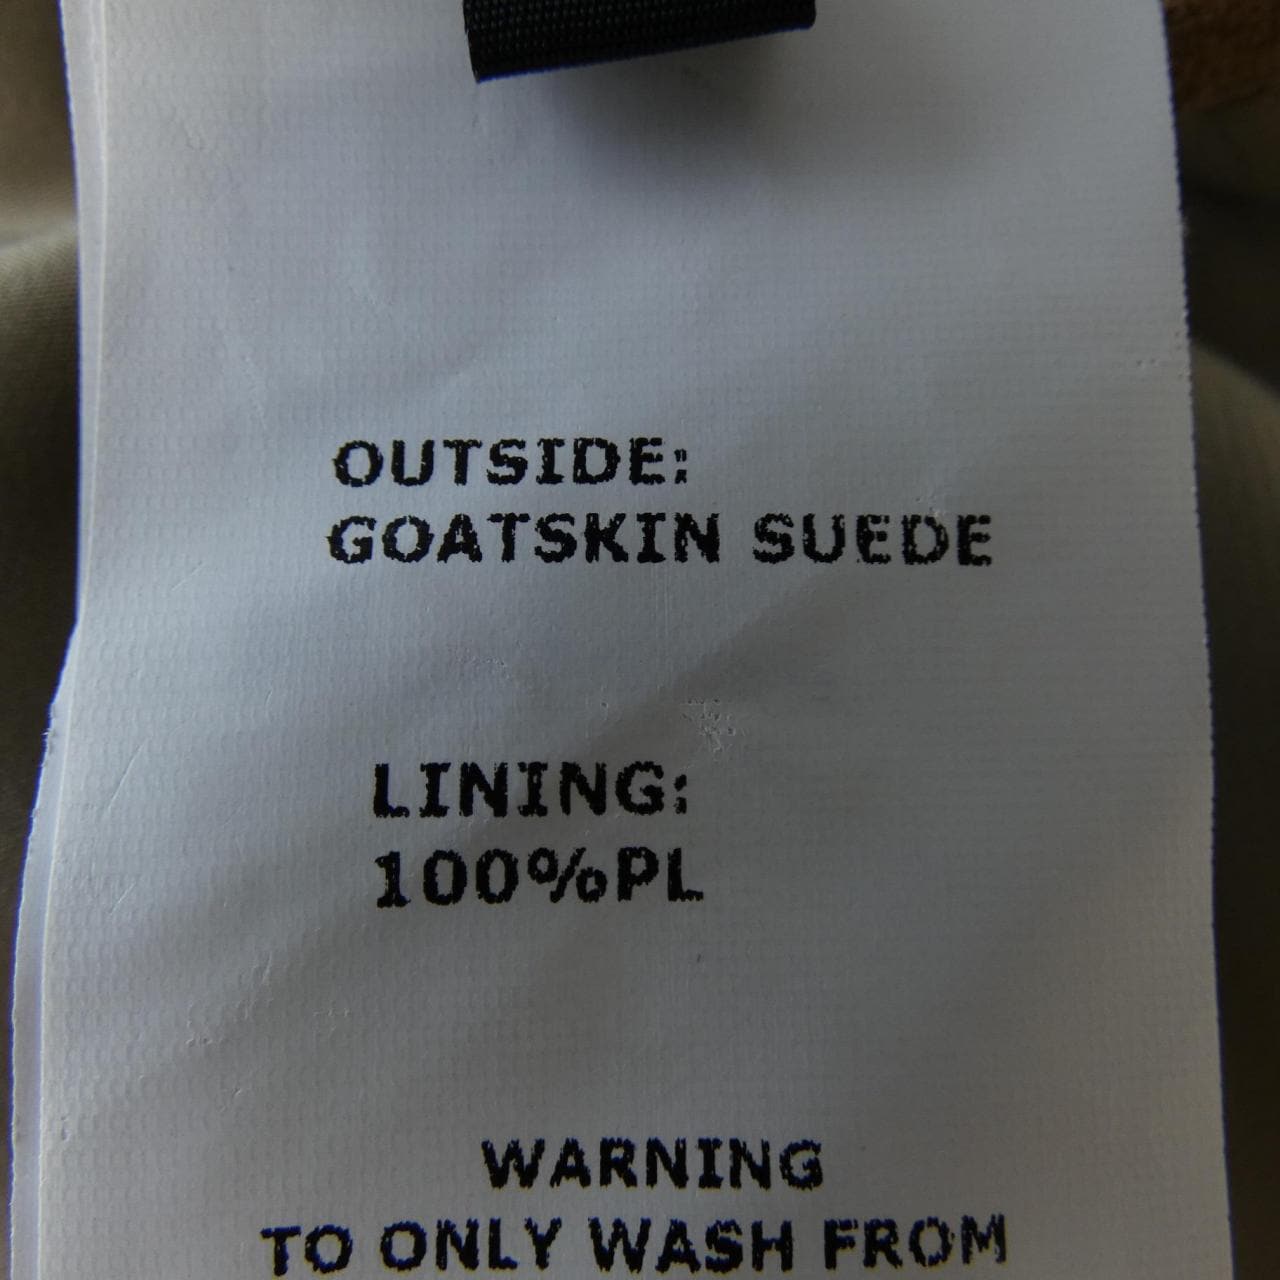 OUTSIDE:
GOATSKIN SUEDE
LINING:
100%PL
WARNING
TO ONLY WASH FROM